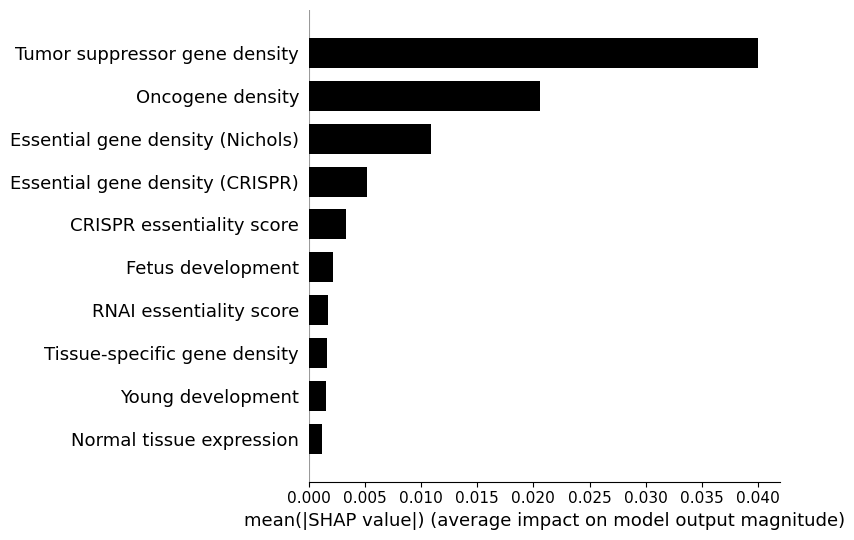 Tumor suppressor gene density
Oncogene density
Essential gene density (Nichols)
Essential gene density (CRISPR)
CRISPR essentiality score
Fetus development
RNAI essentiality score
Tissue-specific gene density
Young development
Normal tissue expression
0.000 0.005 0.010 0.015 0.020 0.025 0.030 0.035 0.040
mean(|SHAP value|) (average impact on model output magnitude)